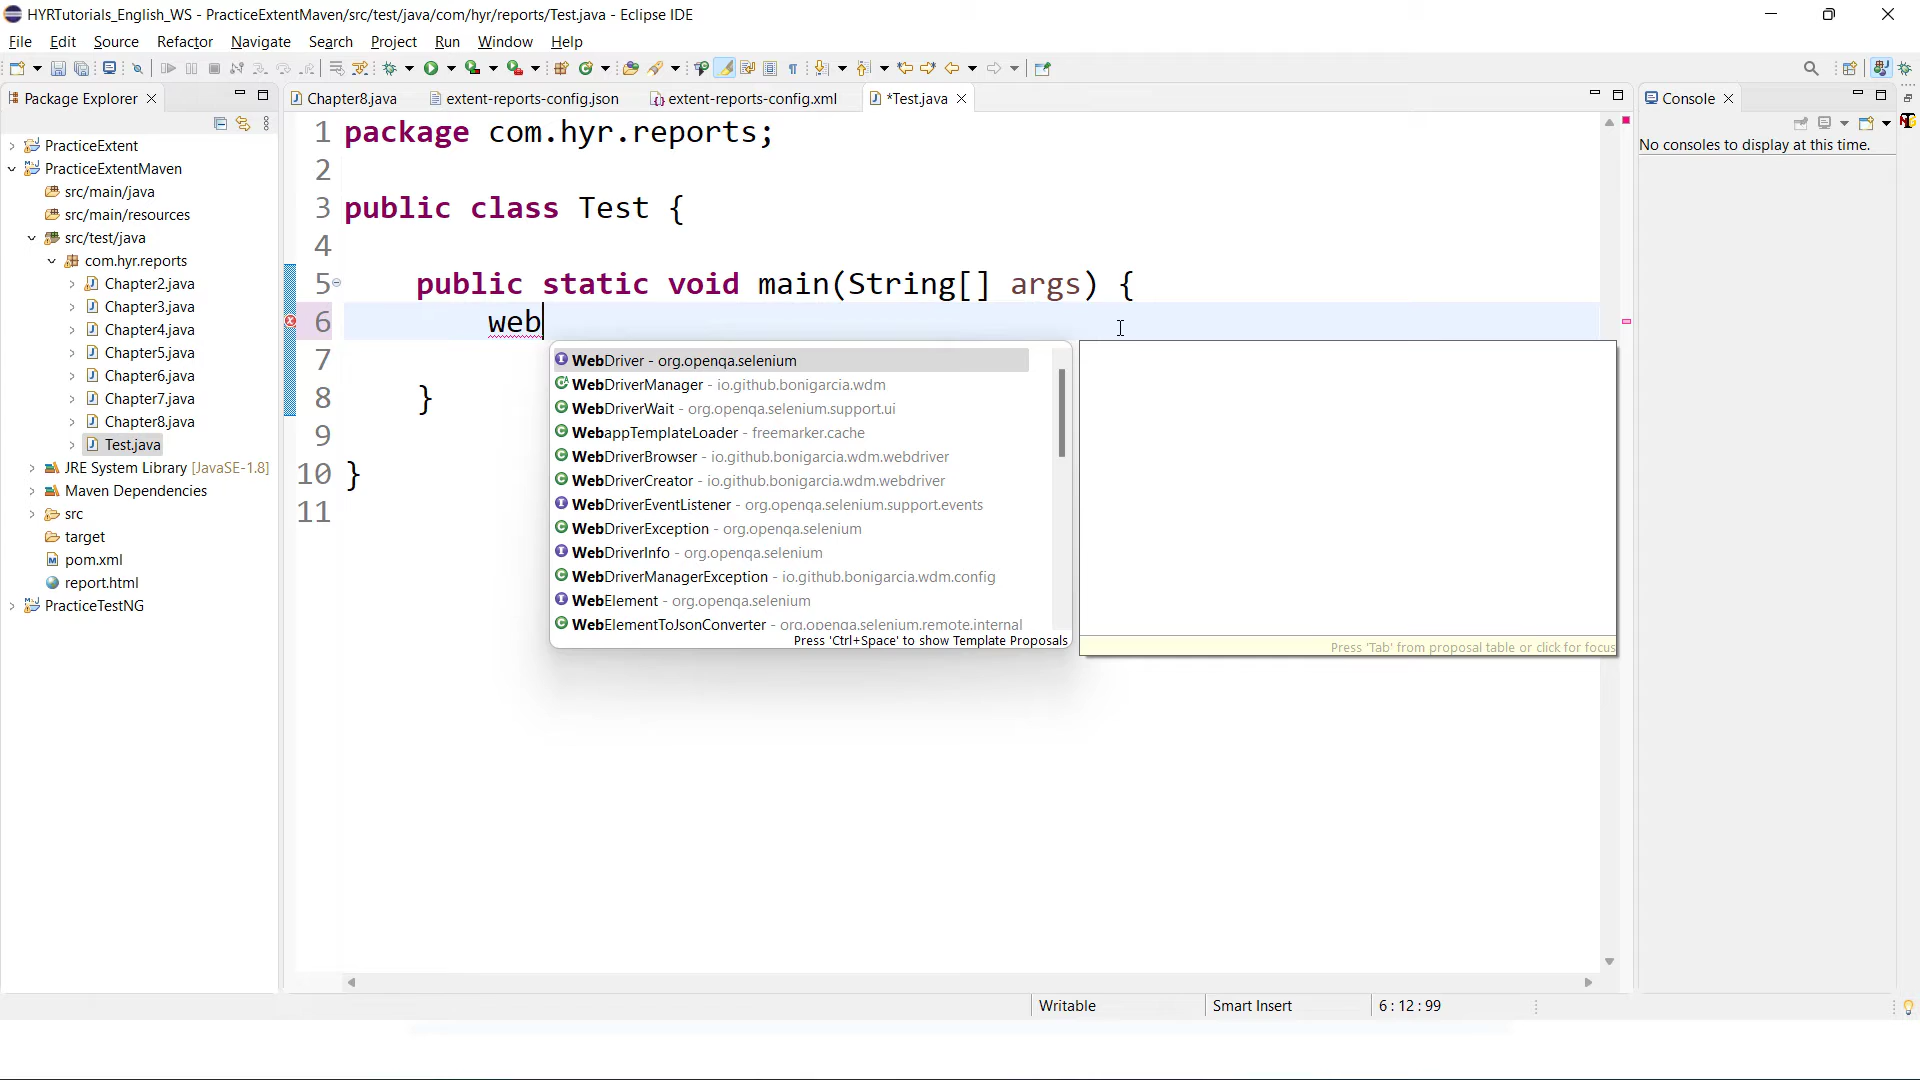 HYRTutorials_English_WS - PracticeExtentMaven/src/test/java/com/hyr/reports/Test.java - Eclipse IDE
File Edit Source Refactor Navigate Search Project Run Window Help
Package Explorer
Chapter8.java extent-reports-config.json extent-reports-config.xml *Test.java
Console
No consoles to display at this time.
PracticeExtent
PracticeExtentMaven
src/main/java
src/main/resources
src/test/java
com.hyr.reports
Chapter2.java
Chapter3.java
Chapter4.java
Chapter5.java
Chapter6.java
Chapter7.java
Chapter8.java
Test.java
JRE System Library [JavaSE-1.8]
Maven Dependencies
src
target
pom.xml
report.html
PracticeTestNG
1 package com.hyr.reports;
2
3 public class Test {
4
5 public static void main(String[] args) {
6 web
7
8 }
9
10 }
11
WebDriver - org.openqa.selenium
WebDriverManager - io.github.bonigarcia.wdm
WebDriverWait - org.openqa.selenium.support.ui
WebappTemplateLoader - freemarker.cache
WebDriverBrowser - io.github.bonigarcia.wdm.webdriver
WebDriverCreator - io.github.bonigarcia.wdm.webdriver
WebDriverEventListener - org.openqa.selenium.support.events
WebDriverException - org.openqa.selenium
WebDriverInfo - org.openqa.selenium
WebDriverManagerException - io.github.bonigarcia.wdm.config
WebElement - org.openqa.selenium
WebElementToJsonConverter - org.openqa.selenium.remote.internal
Press 'Ctrl+Space' to show Template Proposals
Press 'Tab' from proposal table or click for focus
Writable Smart Insert 6 : 12 : 99